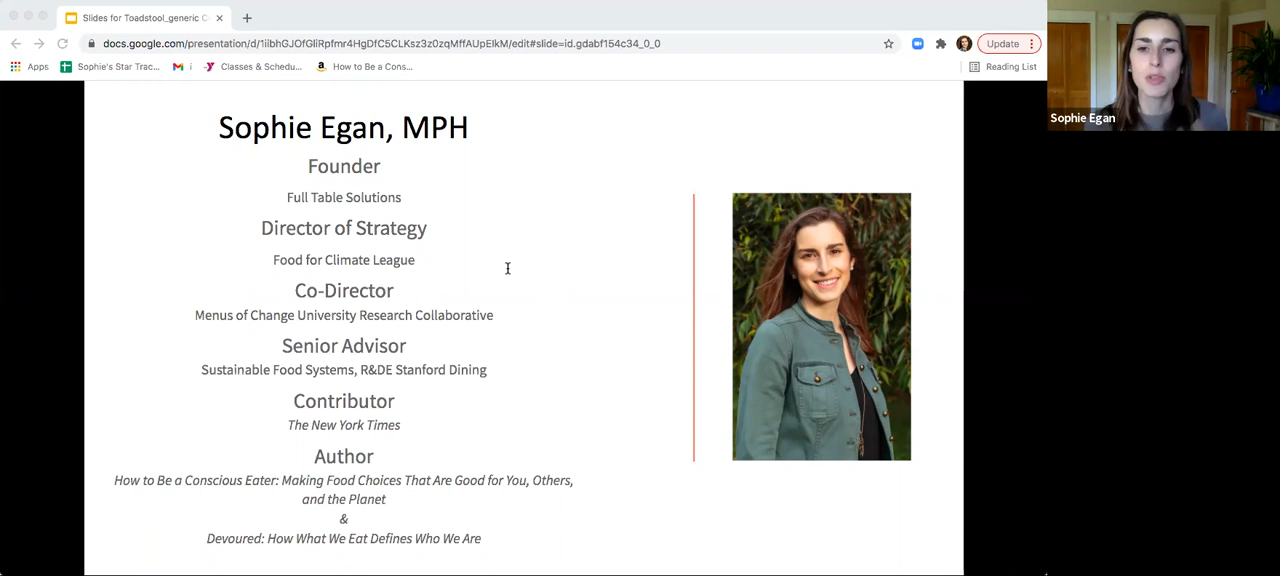 Slides for Toadstool_generic C
docs.google.com/presentation/d/1iibhGJOfGliRpfmr4HgDfC5CLKsz3z0zqMffAUpEIkM/edit#slide=id.gdabf154c34_0_0
Update
Apps
Sophie's Star Trac...
i
Classes & Schedu...
How to Be a Cons...
Reading List
Sophie Egan
Sophie Egan, MPH
Founder
Full Table Solutions
Director of Strategy
Food for Climate League
Co-Director
Menus of Change University Research Collaborative
Senior Advisor
Sustainable Food Systems, R&DE Stanford Dining
Contributor
The New York Times
Author
How to Be a Conscious Eater: Making Food Choices That Are Good for You, Others,
and the Planet
&
Devoured: How What We Eat Defines Who We Are